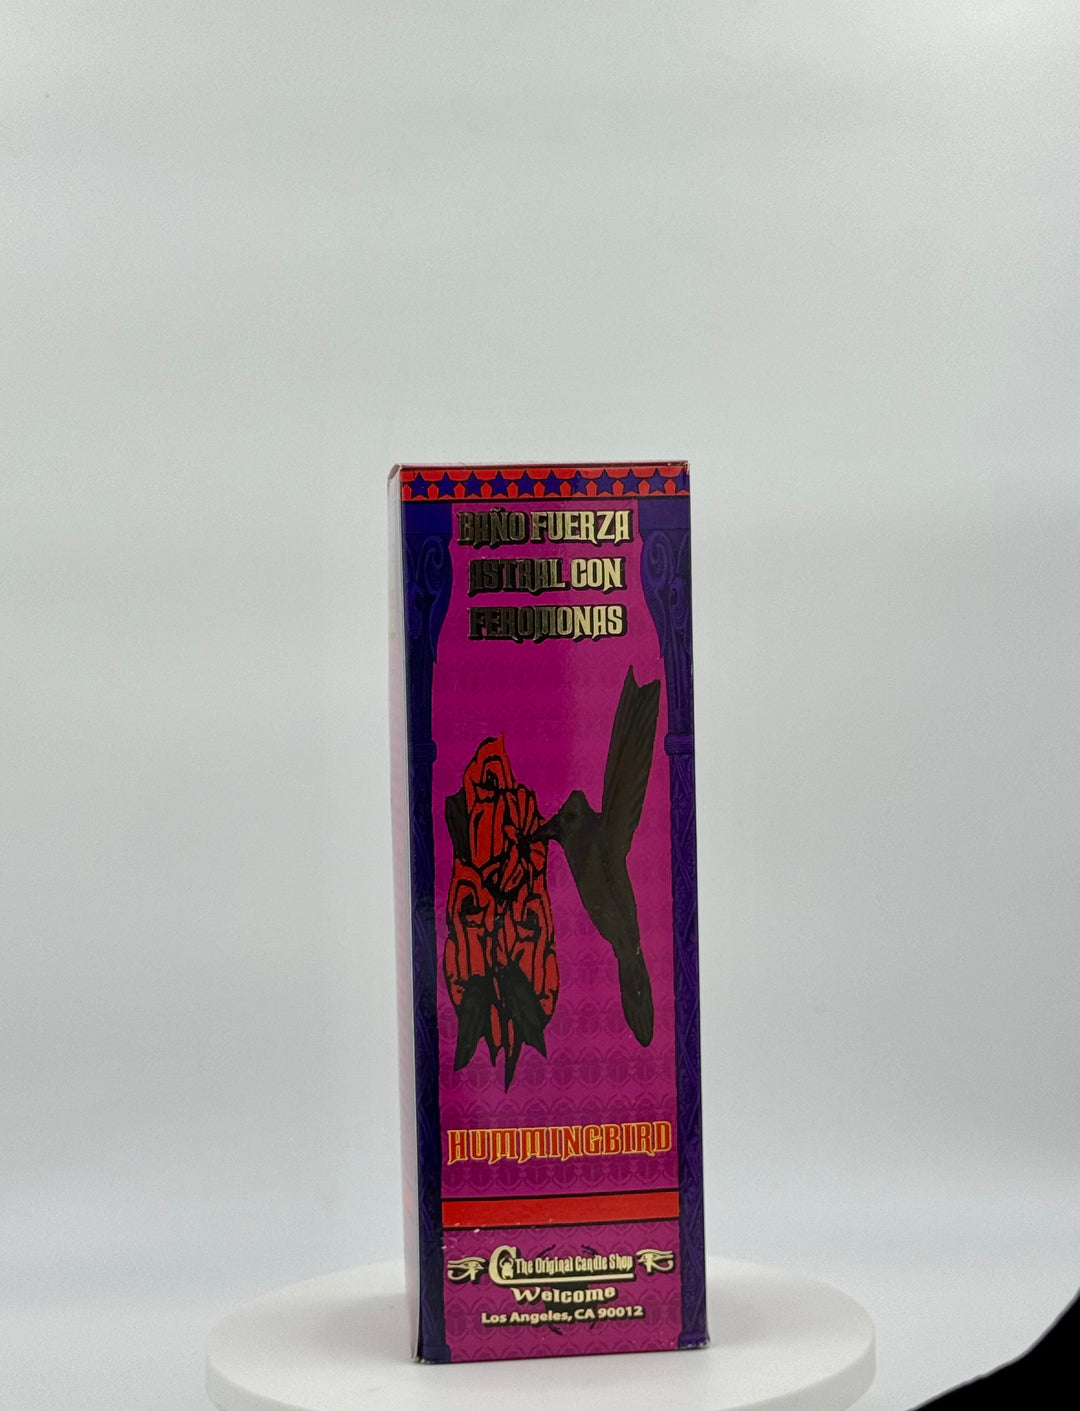 BAÑO FUERZA
ASTRAL CON
FEROMONAS
HUMMINGBIRD
The Original Candle Shop
Welcome
Los Angeles, CA 90012